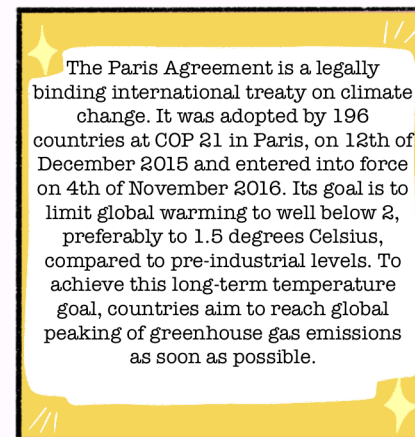 The Paris Agreement is a legally
binding international treaty on climate
change. It was adopted by 196
countries at COP 21 in Paris, on 12th of
December 2015 and entered into force
on 4th of November 2016. Its goal is to
limit global warming to well below 2,
preferably to 1.5 degrees Celsius,
compared to pre-industrial levels. To
achieve this long-term temperature
goal, countries aim to reach global
peaking of greenhouse gas emissions
as soon as possible.